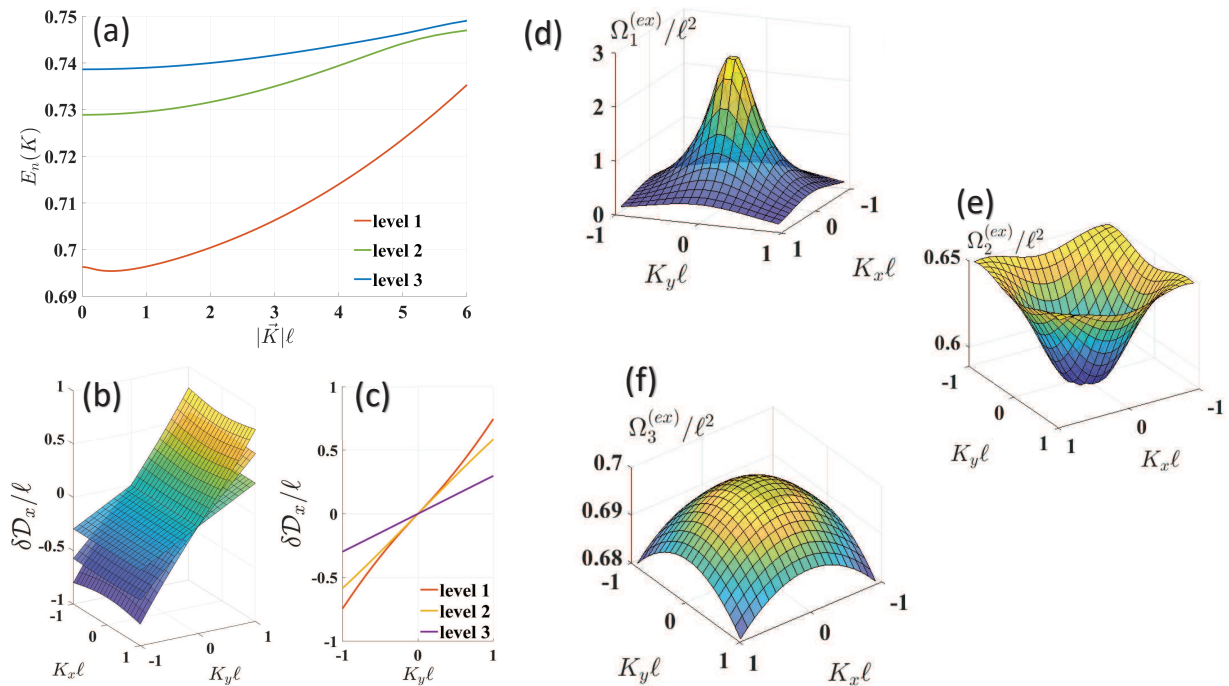 (a)
0.75
0.74
0.73
0.72
0.71
0.7
0.69
E_n(K)
level 1
level 2
level 3
0 1 2 3 4 5 6
|K⃗|ℓ
(b)
1
0.5
0
-0.5
-1
δD_x/ℓ
-1
0
1
K_xℓ
-1
0
1
K_yℓ
(c)
1
0.5
0
-0.5
-1
δD_x/ℓ
level 1
level 2
level 3
-1 0 1
K_yℓ
(d)
Ω_1^(ex)/ℓ^2
3
2
1
0
-1
0
1
K_yℓ
-1
0
1
K_xℓ
(e)
Ω_2^(ex)/ℓ^2
0.65
0.6
-1
0
1
K_yℓ
-1
0
1
K_xℓ
(f)
Ω_3^(ex)/ℓ^2
0.7
0.69
0.68
-1
0
1
K_yℓ
-1
0
1
K_xℓ